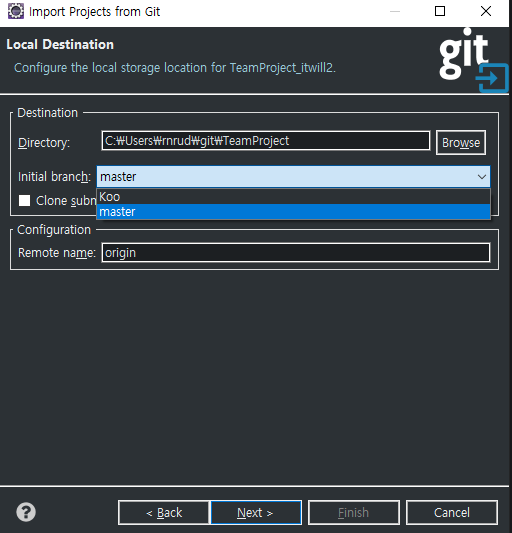 Import Projects from Git
Local Destination
Configure the local storage location for TeamProject_itwill2.
git
Destination
Directory:
C:₩Users₩rnrud₩git₩TeamProject
Browse
Initial branch:
master
Koo
master
Clone subm
Configuration
Remote name:
origin
?
< Back
Next >
Finish
Cancel